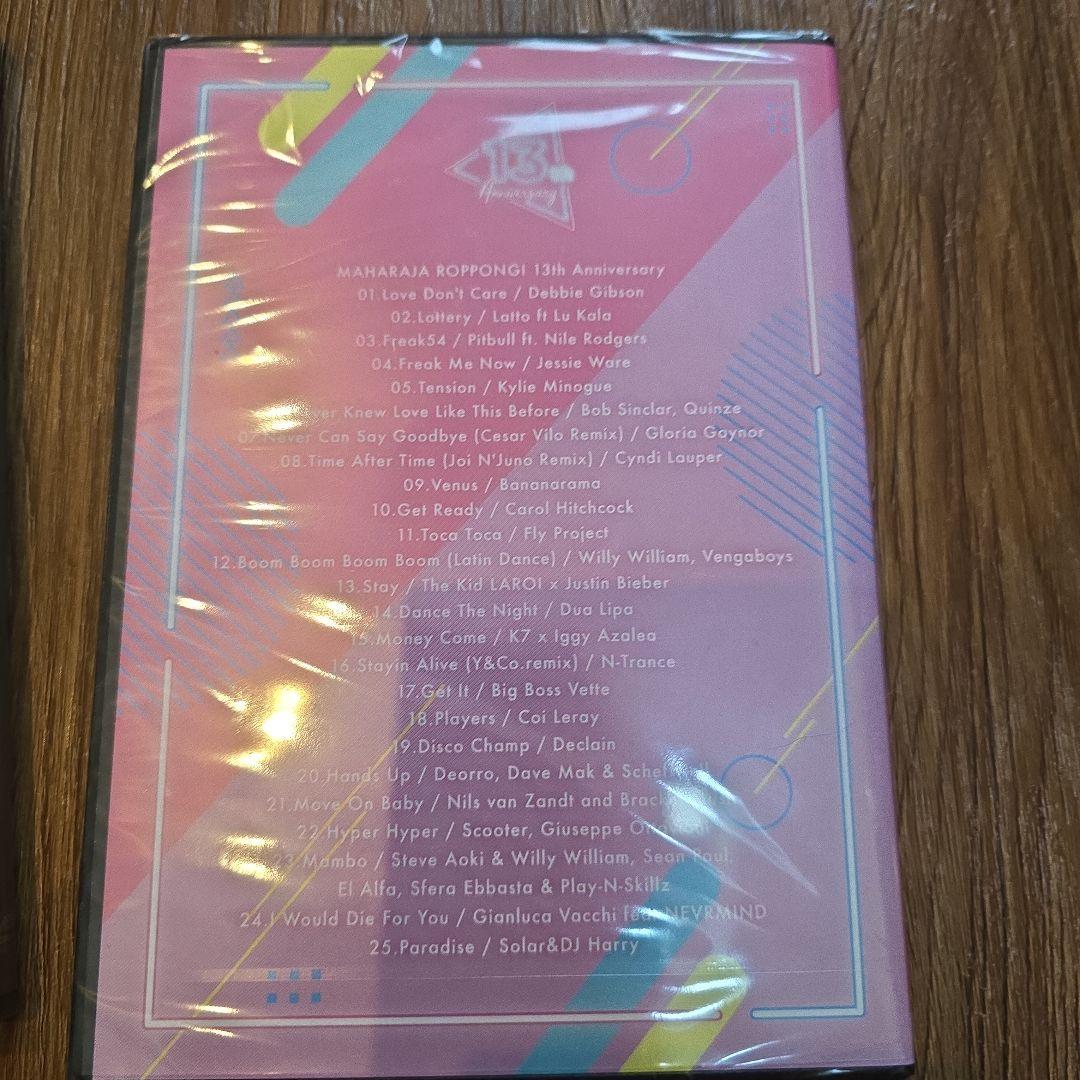 13
Anniversary
MAHARAJA ROPPONGI 13th Anniversary
01.Love Don't Care / Debbie Gibson
02.Lottery / Latto ft Lu Kala
03.Freak54 / Pitbull ft. Nile Rodgers
04.Freak Me Now / Jessie Ware
05.Tension / Kylie Minogue
Knew Love Like This Before / Bob Sinclar, Quinze
07.Never Can Say Goodbye (Cesar Vilo Remix) / Gloria Gaynor
08.Time After Time (Joi N'Juno Remix) / Cyndi Lauper
09.Venus / Bananarama
10.Get Ready / Carol Hitchcock
11.Toca Toca / Fly Project
12.Boom Boom Boom Boom (Latin Dance) / Willy William, Vengaboys
13.Stay / The Kid LAROI x Justin Bieber
14.Dance The Night / Dua Lipa
15.Money Come / K7 x Iggy Azalea
16.Stayin Alive (Y&Co.remix) / N-Trance
17.Get It / Big Boss Vette
18.Players / Coi Leray
19.Disco Champ / Declain
20.Hands Up / Deorro, Dave Mak &
21.Move On Baby / Nils van Zandt and
22.Hyper Hyper / Scooter, Giuseppe
23.Mambo / Steve Aoki & Willy William, Sean Paul,
El Alfa, Sfera Ebbasta & Play-N-Skillz
24.I Would Die For You / Gianluca Vacchi feat NEVRMIND
25.Paradise / Solar&DJ Harry